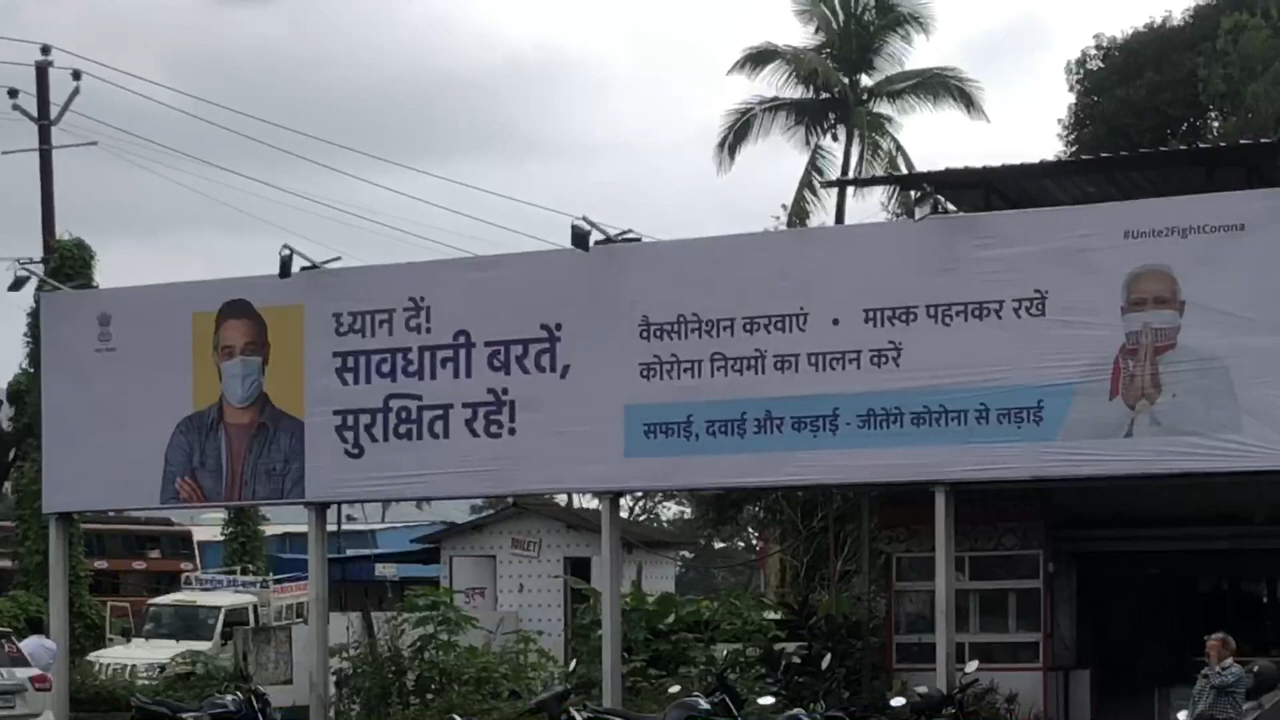 #Unite2FightCorona
ध्यान दें!
सावधानी बरतें,
सुरक्षित रहें!
वैक्सीनेशन करवाएं • मास्क पहनकर रखें
कोरोना नियमों का पालन करें
सफाई, दवाई और कड़ाई - जीतेंगे कोरोना से लड़ाई
TOILET
पुरुष